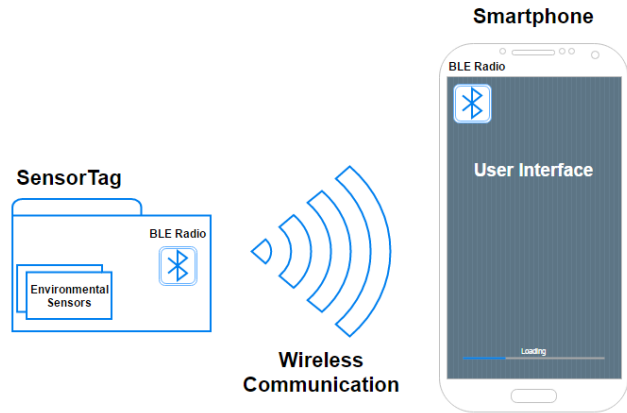 Smartphone
BLE Radio
User Interface
Loading
SensorTag
BLE Radio
Environmental
Sensors
Wireless
Communication